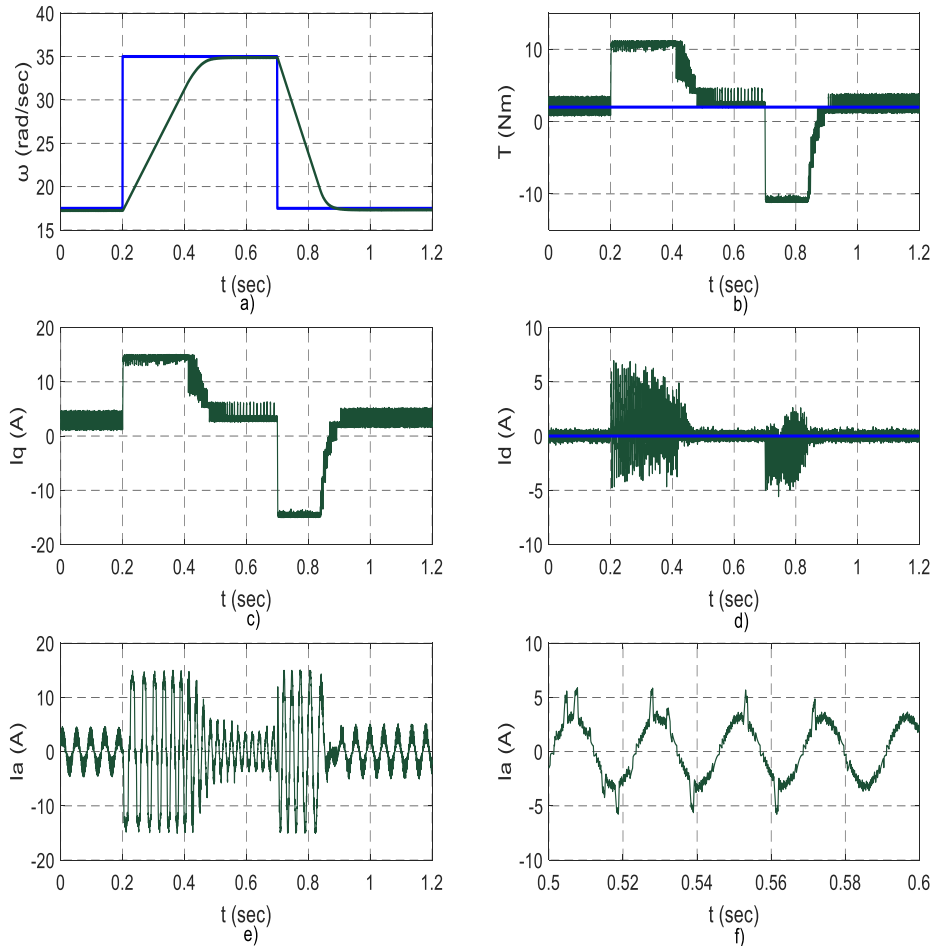 ω (rad/sec)
40
35
30
25
20
15
0 0.2 0.4 0.6 0.8 1 1.2
t (sec)
a)
T (Nm)
10
0
-10
0 0.2 0.4 0.6 0.8 1 1.2
t (sec)
b)
Iq (A)
20
10
0
-10
-20
0 0.2 0.4 0.6 0.8 1 1.2
t (sec)
c)
Id (A)
10
5
0
-5
-10
0 0.2 0.4 0.6 0.8 1 1.2
t (sec)
d)
Ia (A)
20
10
0
-10
-20
0 0.2 0.4 0.6 0.8 1 1.2
t (sec)
e)
Ia (A)
10
5
0
-5
-10
0.5 0.52 0.54 0.56 0.58 0.6
t (sec)
f)